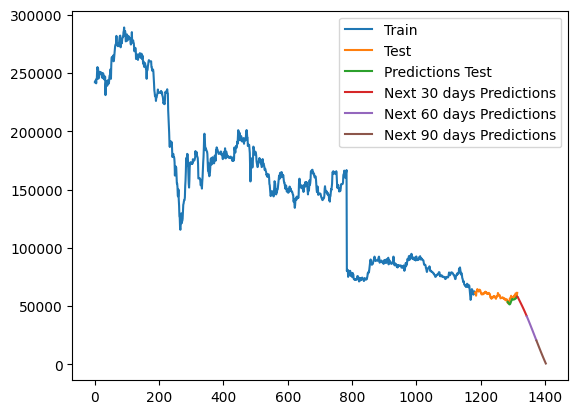 300000
250000
200000
150000
100000
50000
0
0
200
400
600
800
1000
1200
1400
Train
Test
Predictions Test
Next 30 days Predictions
Next 60 days Predictions
Next 90 days Predictions